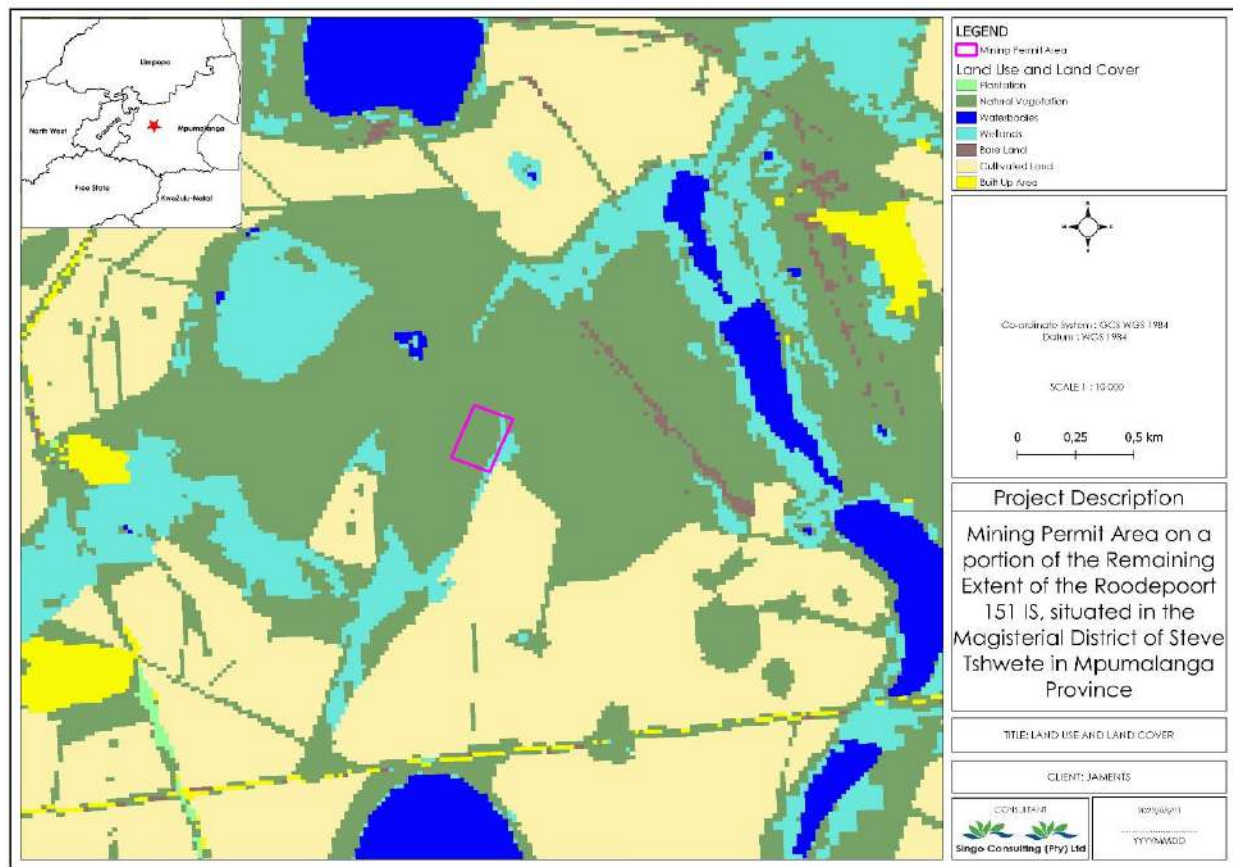 Limpopo
North West
Gauteng
Mpumalanga
Free State
KwaZulu-Natal
LEGEND
Mining Permit Area
Land Use and Land Cover
Plantation
Natural Vegetation
Waterbodies
Wetlands
Bare Land
Cultivated Land
Built Up Area
N
W
E
S
Co-ordinate System : GCS WGS 1984
Datum : WGS 1984
SCALE 1 : 10 000
0 0,25 0,5 km
Project Description
Mining Permit Area on a
portion of the Remaining
Extent of the Roodepoort
151 IS, situated in the
Magisterial District of Steve
Tshwete in Mpumalanga
Province
TITLE: LAND USE AND LAND COVER
CLIENT: JAMENTS
CONSULTANT
Singo Consulting (Pty) Ltd
YYYY/MM/DD